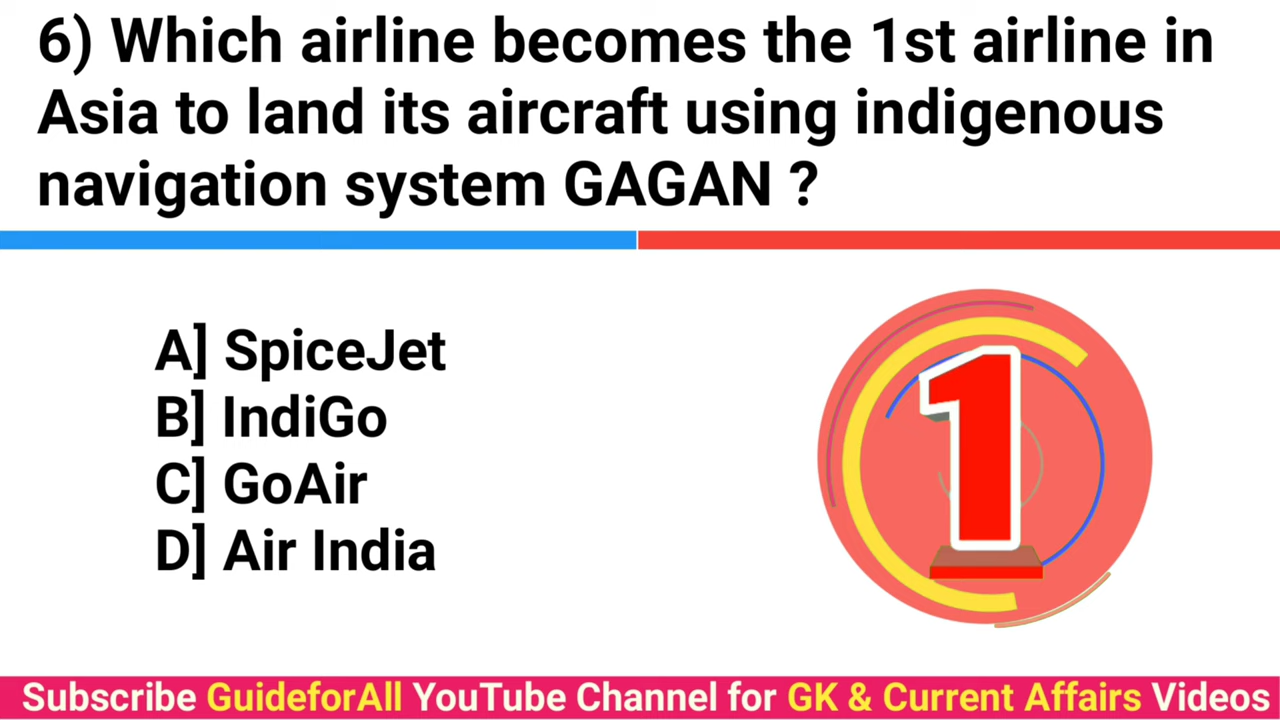 6) Which airline becomes the 1st airline in
Asia to land its aircraft using indigenous
navigation system GAGAN ?
A] SpiceJet
B] IndiGo
C] GoAir
D] Air India
1
Subscribe GuideforAll YouTube Channel for GK & Current Affairs Videos